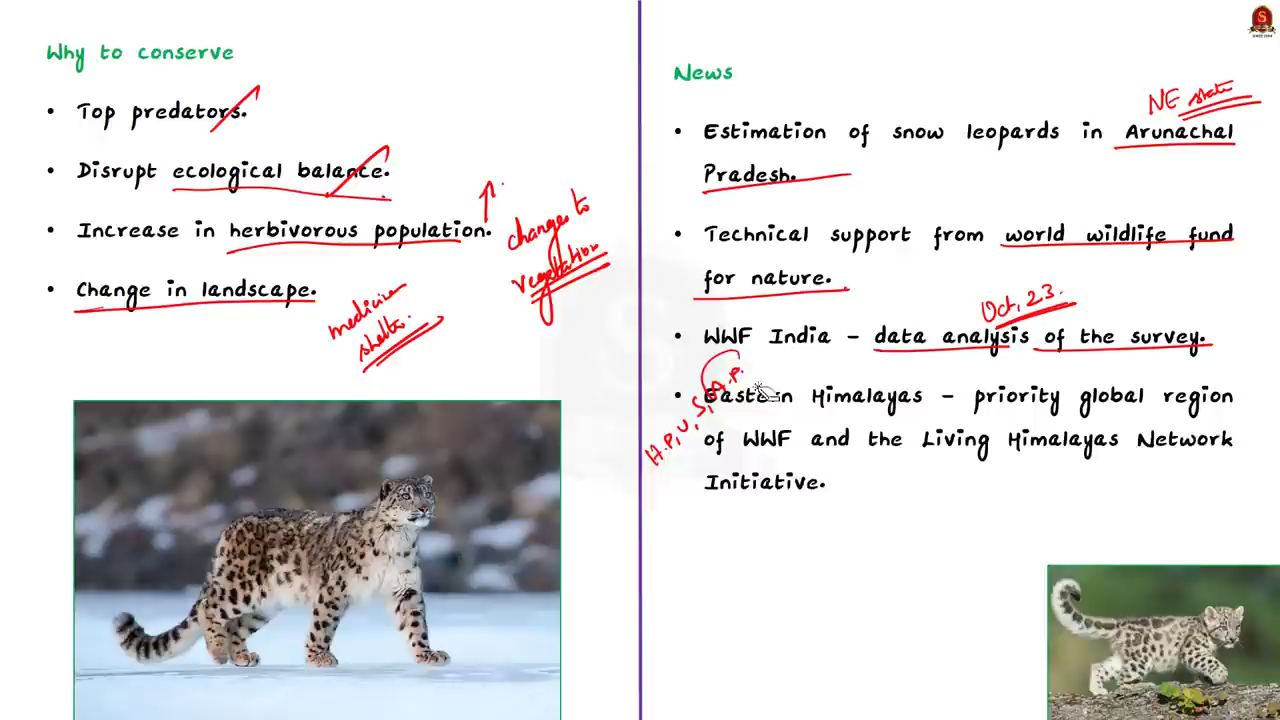 Why to conserve
• Top predators.
• Disrupt ecological balance.
• Increase in herbivorous population.
changes to
vegetation
• Change in landscape.
medicine
shelter.
News
NE state
• Estimation of snow leopards in Arunachal
Pradesh.
• Technical support from world wildlife fund
for nature.
Oct, 23.
• WWF India – data analysis of the survey.
H.P, U, S, A.P.
• Eastern Himalayas – priority global region
of WWF and the Living Himalayas Network
Initiative.